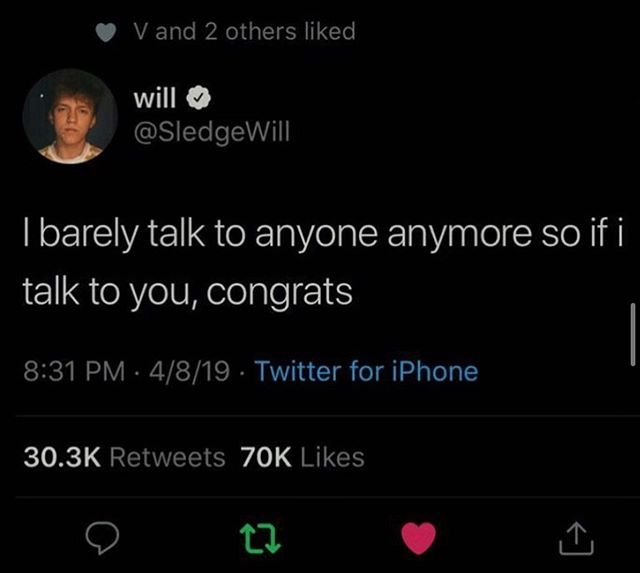 V and 2 others liked
will
@SledgeWill
I barely talk to anyone anymore so if i
talk to you, congrats
8:31 PM · 4/8/19 · Twitter for iPhone
30.3K Retweets 70K Likes